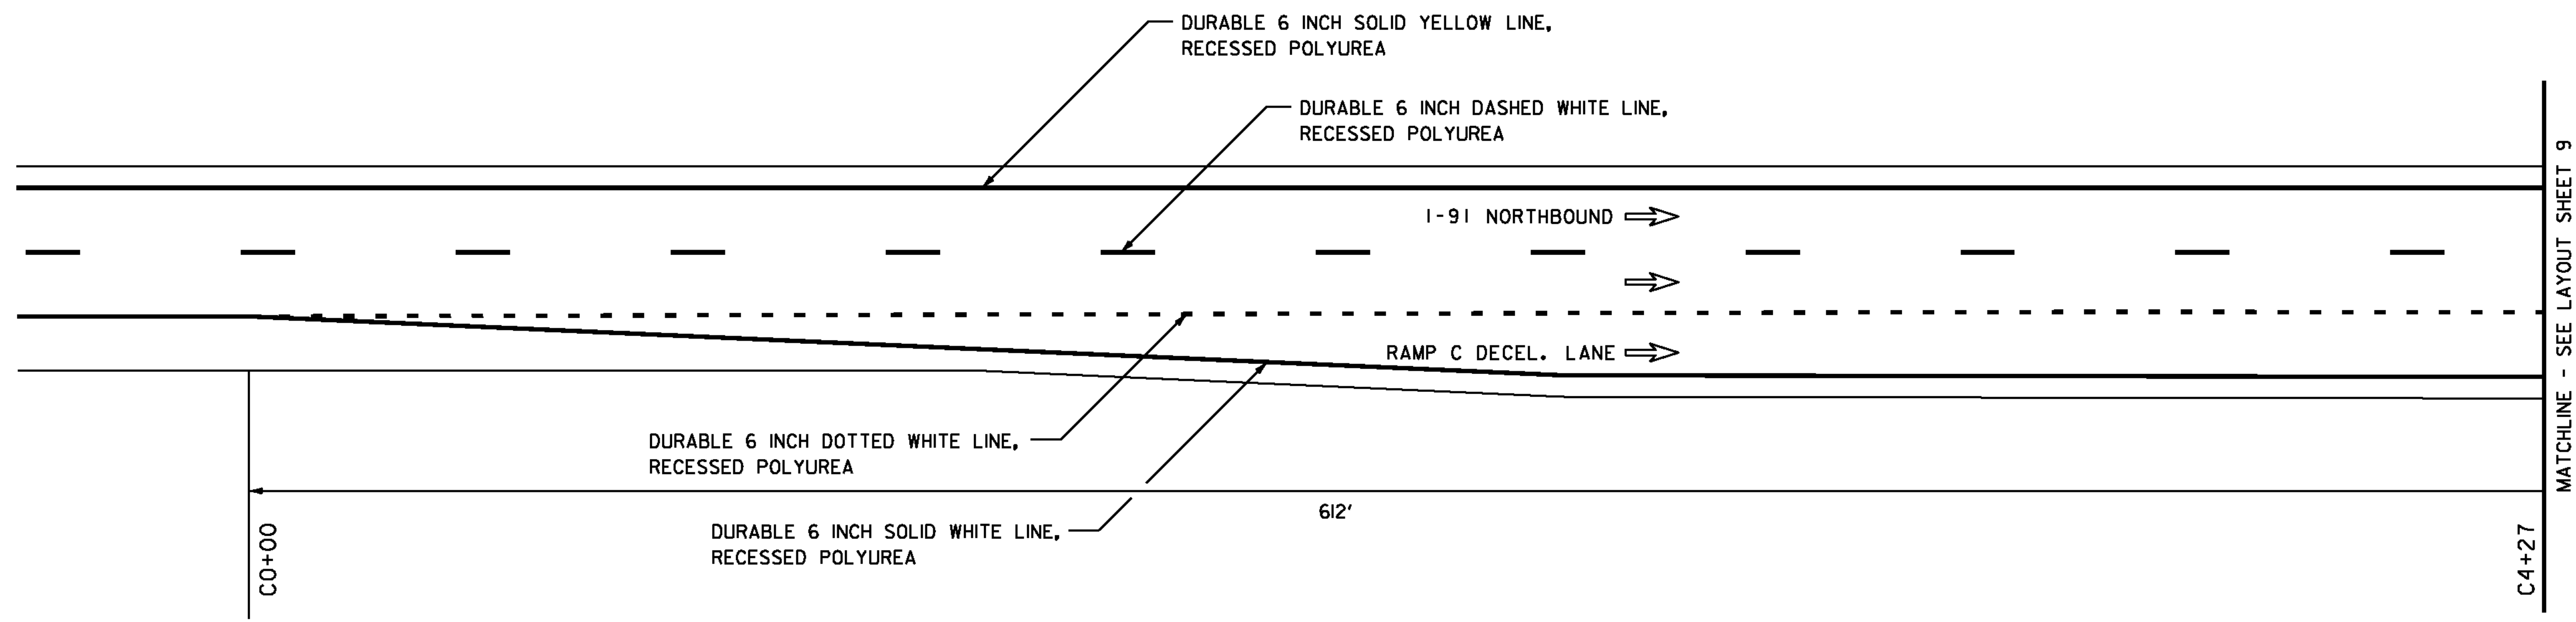 DURABLE 6 INCH SOLID YELLOW LINE,
RECESSED POLYUREA
DURABLE 6 INCH DASHED WHITE LINE,
RECESSED POLYUREA
I-91 NORTHBOUND
RAMP C DECEL. LANE
DURABLE 6 INCH DOTTED WHITE LINE,
RECESSED POLYUREA
612'
DURABLE 6 INCH SOLID WHITE LINE,
RECESSED POLYUREA
C0+00
C4+27
MATCHLINE - SEE LAYOUT SHEET 9